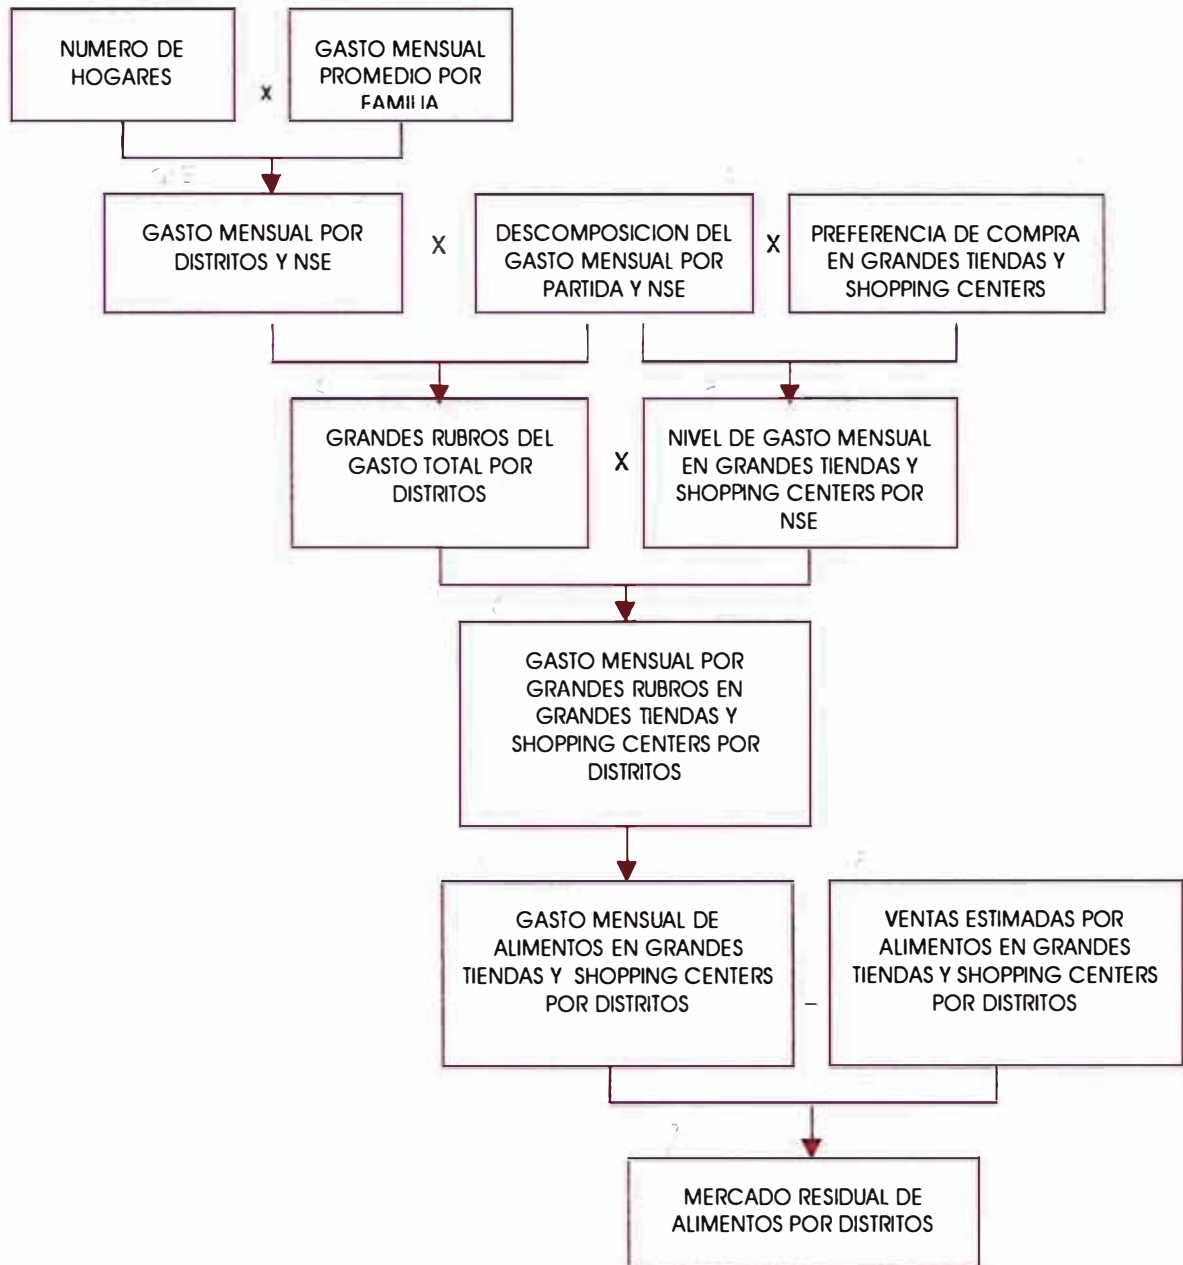 NUMERO DE
HOGARES
X
GASTO MENSUAL
PROMEDIO POR
FAMILIA
GASTO MENSUAL POR
DISTRITOS Y NSE
X
DESCOMPOSICION DEL
GASTO MENSUAL POR
PARTIDA Y NSE
X
PREFERENCIA DE COMPRA
EN GRANDES TIENDAS Y
SHOPPING CENTERS
GRANDES RUBROS DEL
GASTO TOTAL POR
DISTRITOS
X
NIVEL DE GASTO MENSUAL
EN GRANDES TIENDAS Y
SHOPPING CENTERS POR
NSE
GASTO MENSUAL POR
GRANDES RUBROS EN
GRANDES TIENDAS Y
SHOPPING CENTERS POR
DISTRITOS
GASTO MENSUAL DE
ALIMENTOS EN GRANDES
TIENDAS Y SHOPPING CENTERS
POR DISTRITOS
–
VENTAS ESTIMADAS POR
ALIMENTOS EN GRANDES
TIENDAS Y SHOPPING CENTERS
POR DISTRITOS
MERCADO RESIDUAL DE
ALIMENTOS POR DISTRITOS